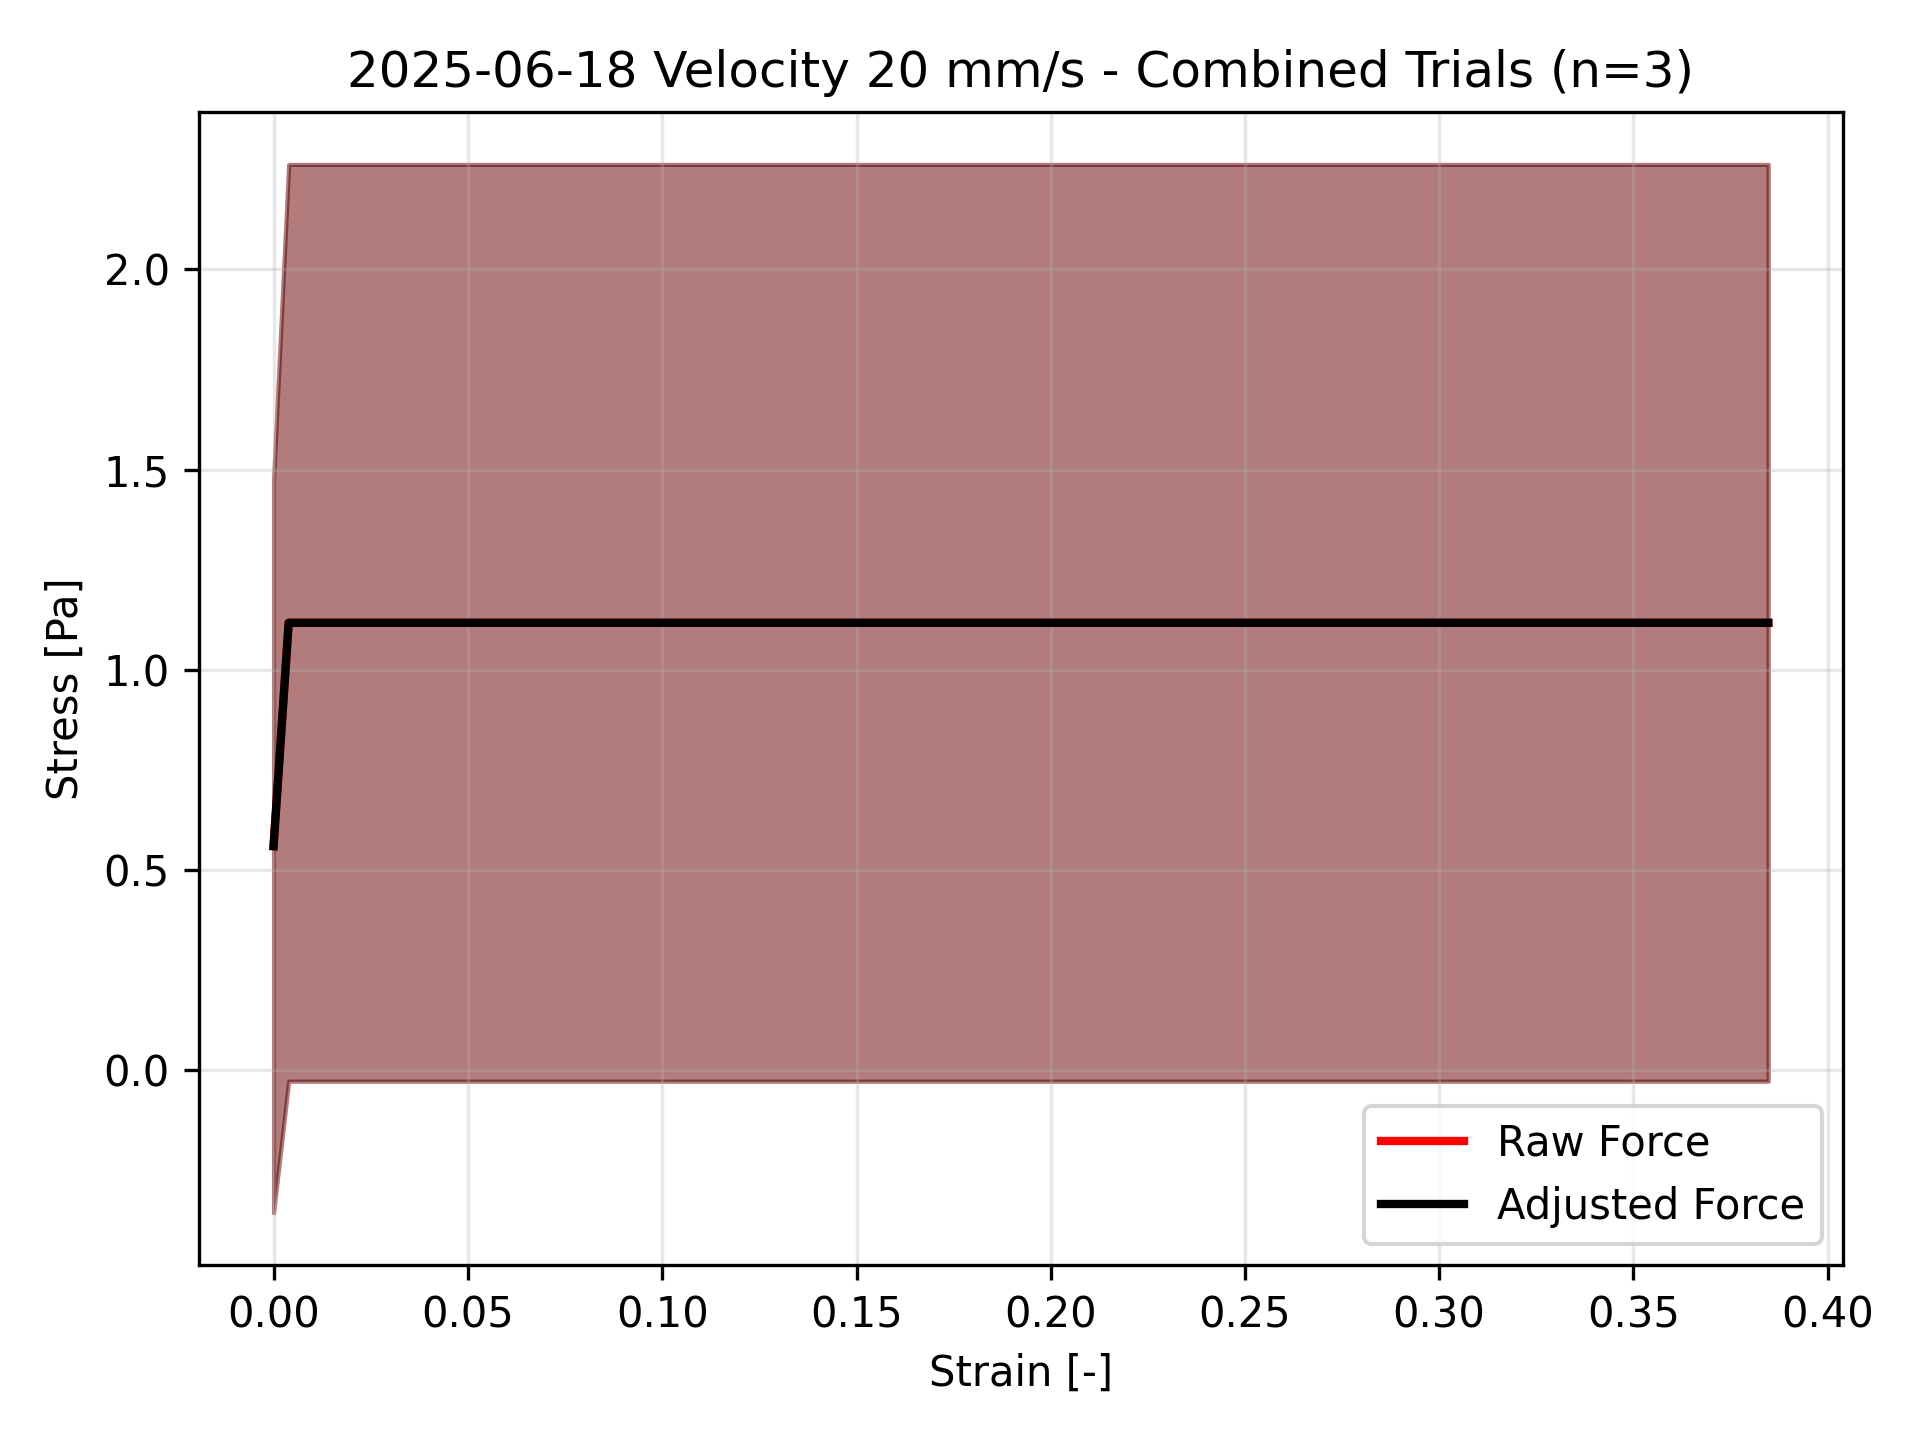 2025-06-18 Velocity 20 mm/s - Combined Trials (n=3)
Stress [Pa]
2.0
1.5
1.0
0.5
0.0
Raw Force
Adjusted Force
0.00 0.05 0.10 0.15 0.20 0.25 0.30 0.35 0.40
Strain [-]